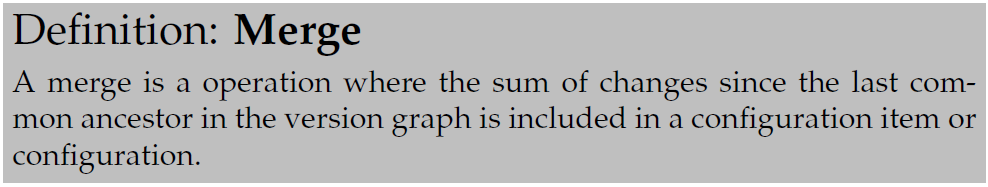 Definition: Merge
A merge is a operation where the sum of changes since the last com-
mon ancestor in the version graph is included in a configuration item or
configuration.